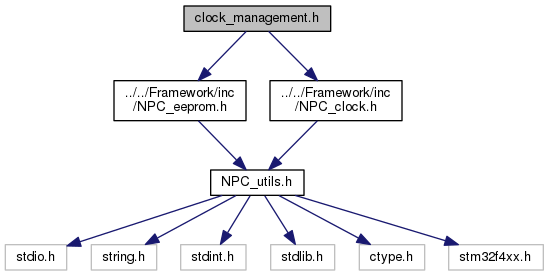 clock_management.h
../../Framework/inc
/NPC_eeprom.h
../../Framework/inc
/NPC_clock.h
NPC_utils.h
stdio.h
string.h
stdint.h
stdlib.h
ctype.h
stm32f4xx.h